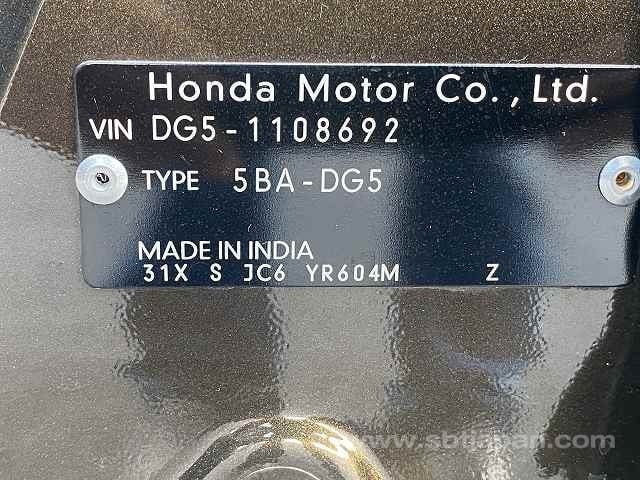 Honda Motor Co., Ltd.
VIN DG5-1108692
TYPE 5BA-DG5
MADE IN INDIA
31X S JC6 YR604M Z
www.sbtjapan.com